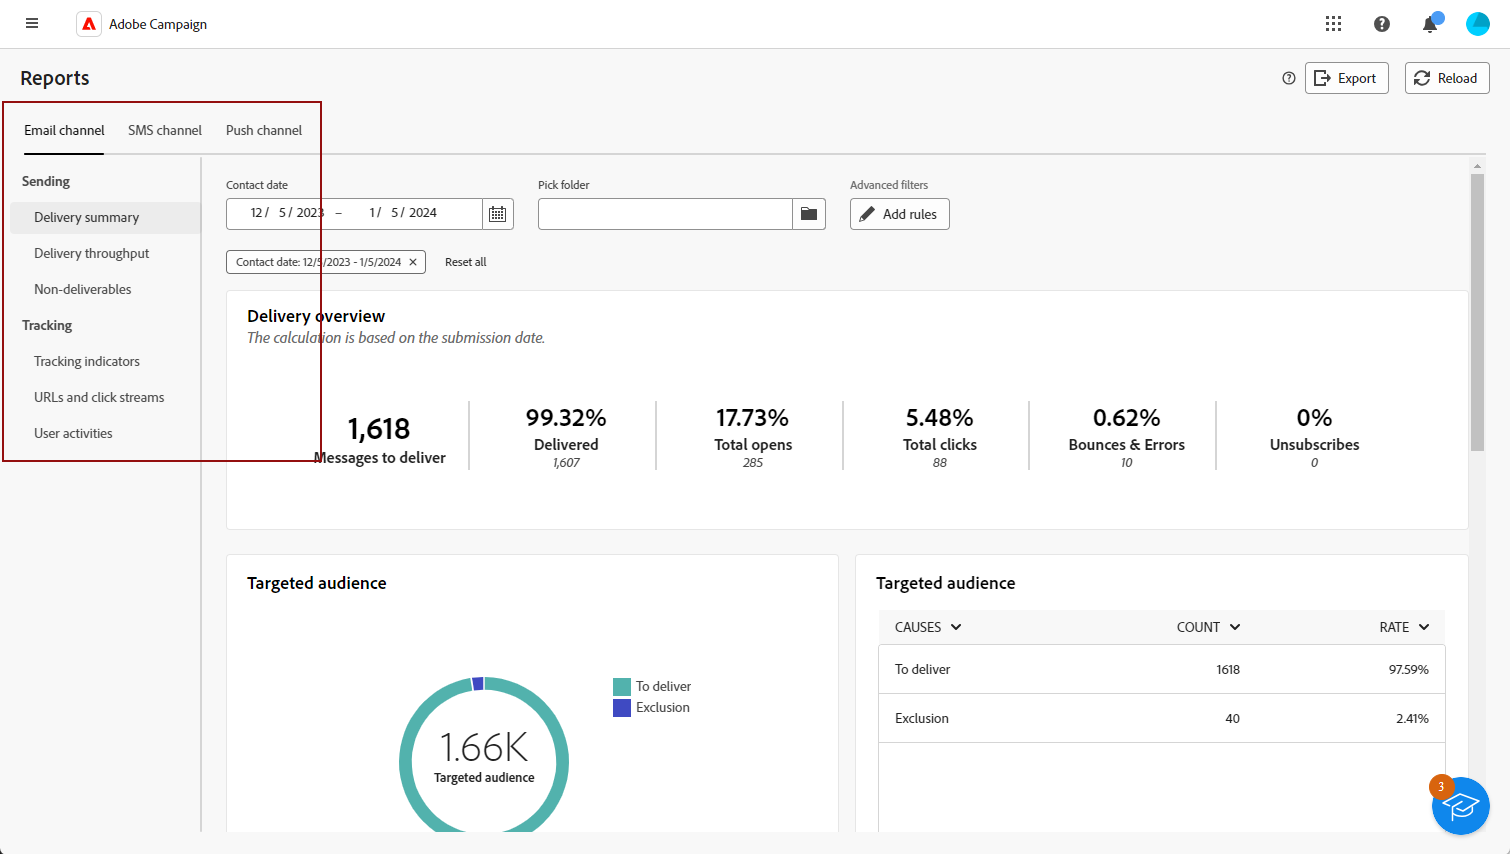 Adobe Campaign
Reports
Export
Reload
Email channel SMS channel Push channel
Sending
Delivery summary
Delivery throughput
Non-deliverables
Tracking
Tracking indicators
URLs and click streams
User activities
Contact date
12 / 5 / 2023 – 1 / 5 / 2024
Pick folder
Advanced filters
Add rules
Contact date: 12/5/2023 - 1/5/2024 ×
Reset all
Delivery overview
The calculation is based on the submission date.
1,618
Messages to deliver
99.32%
Delivered
1,607
17.73%
Total opens
285
5.48%
Total clicks
88
0.62%
Bounces & Errors
10
0%
Unsubscribes
0
Targeted audience
1.66K
Targeted audience
To deliver
Exclusion
Targeted audience
CAUSES COUNT RATE
To deliver 1618 97.59%
Exclusion 40 2.41%
3